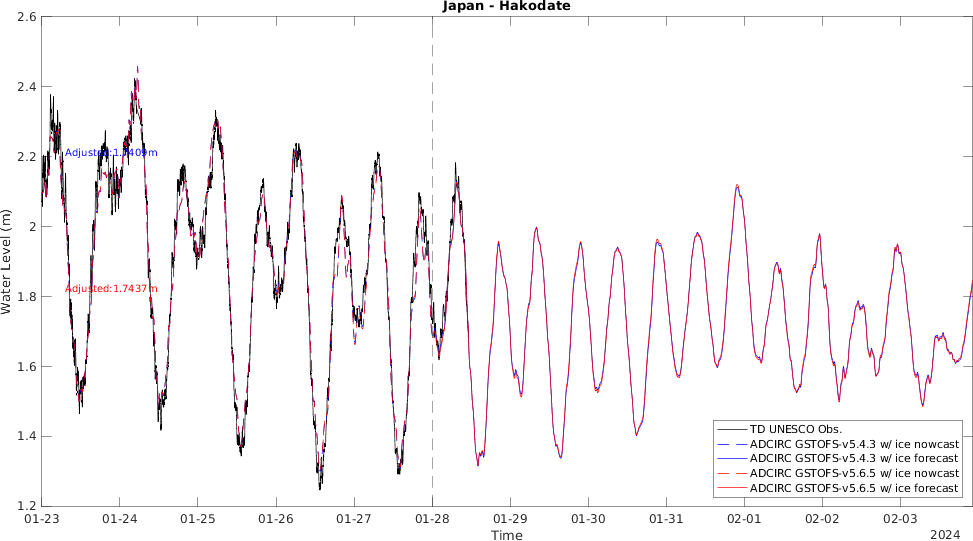 Japan - Hakodate
Water Level (m)
2.6
2.4
2.2
2
1.8
1.6
1.4
1.2
Adjusted:1.7409m
Adjusted:1.7437m
TD UNESCO Obs.
ADCIRC GSTOFS-v5.4.3 w/ ice nowcast
ADCIRC GSTOFS-v5.4.3 w/ ice forecast
ADCIRC GSTOFS-v5.6.5 w/ ice nowcast
ADCIRC GSTOFS-v5.6.5 w/ ice forecast
01-23 01-24 01-25 01-26 01-27 01-28 01-29 01-30 01-31 02-01 02-02 02-03
Time
2024